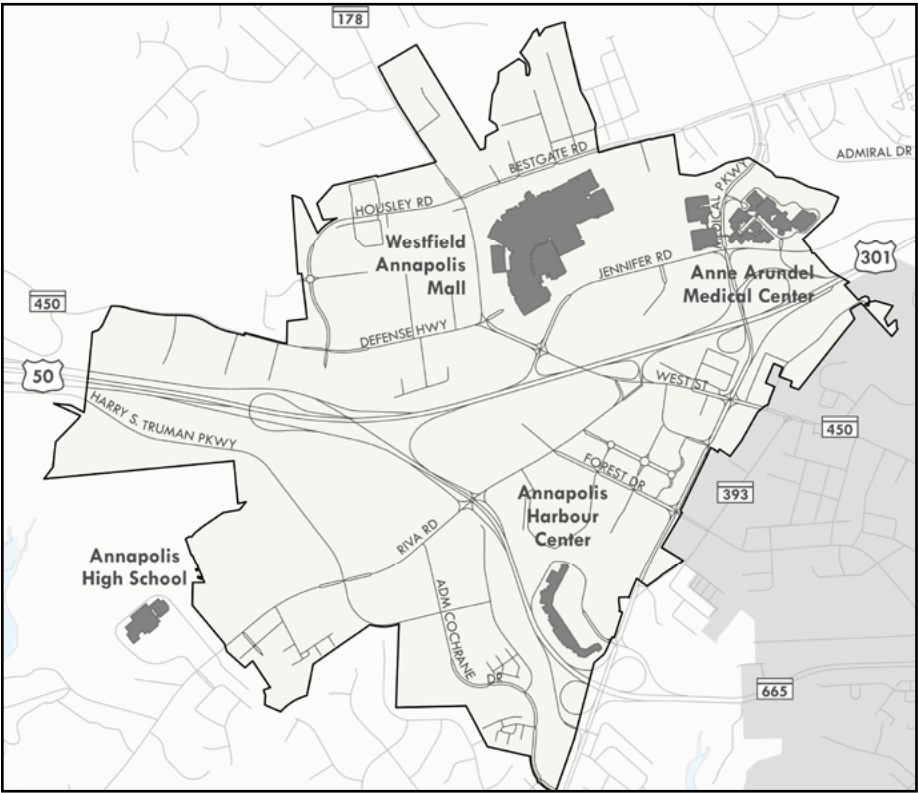 178
BESTGATE RD
ADMIRAL DR
HOUSLEY RD
Westfield
Annapolis
Mall
JENNIFER RD
301
Anne Arundel
Medical Center
450
DEFENSE HWY
50
WEST ST
HARRY S. TRUMAN PKWY
450
FOREST DR
393
Annapolis
Harbour
Center
RIVA RD
Annapolis
High School
ADM COCHRANE DR
665